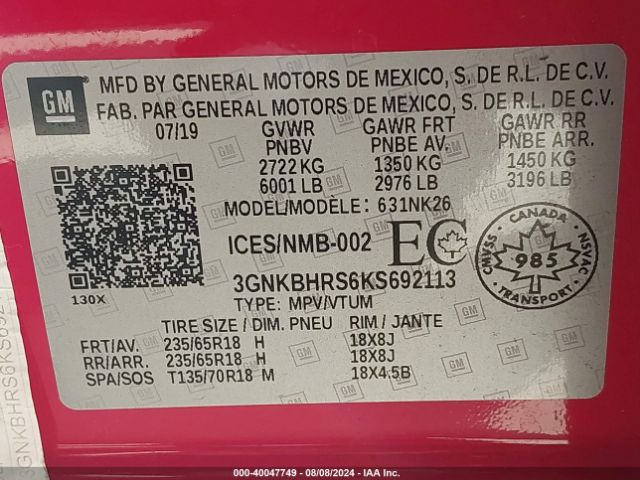 GM
MFD BY GENERAL MOTORS DE MEXICO, S. DE R.L. DE C.V.
FAB. PAR GENERAL MOTORS DE MEXICO, S. DE R.L. DE C.V.
07/19 GVWR GAWR FRT GAWR RR
PNBV PNBE AV. PNBE ARR.
2722 KG 1350 KG 1450 KG
6001 LB 2976 LB 3196 LB
MODEL/MODÈLE: 631NK26
ICES/NMB-002 EC
CANADA
CMVSS 985 NSVAC
TRANSPORT
130X
3GNKBHRS6KS692113
TYPE: MPV/VTUM
TIRE SIZE / DIM. PNEU RIM / JANTE
FRT/AV. 235/65R18 H 18X8J
RR/ARR. 235/65R18 H 18X8J
SPA/SOS T135/70R18 M 18X4.5B
3GNKBHRS6KS692
000-40047749 - 08/08/2024 - IAAI.com